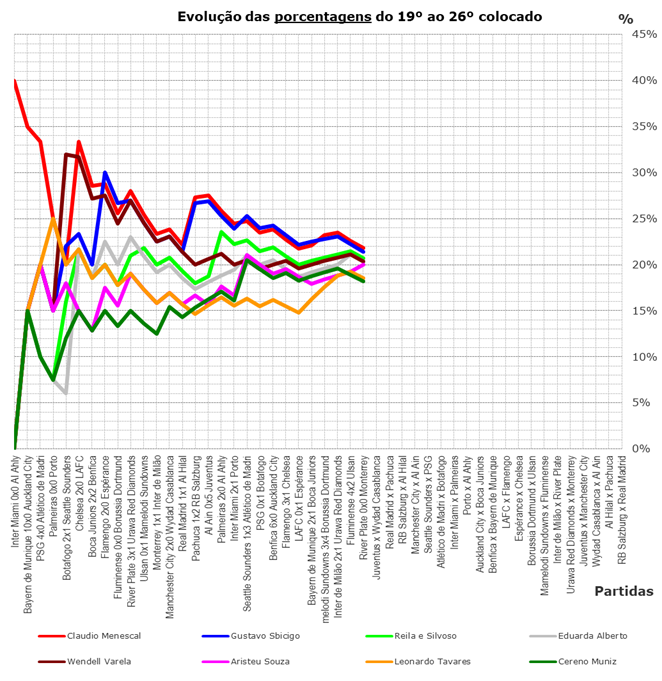 Evolução das porcentagens do 19º ao 26º colocado
%
45%
40%
35%
30%
25%
20%
15%
10%
5%
0%
Inter Miami 0x0 Al Ahly
Bayern de Munique 10x0 Auckland City
PSG 4x0 Atlético de Madri
Palmeiras 0x0 Porto
Botafogo 2x1 Seattle Sounders
Chelsea 2x0 LAFC
Boca Juniors 2x2 Benfica
Flamengo 2x0 Espérance
Fluminense 0x0 Borussia Dortmund
River Plate 3x1 Urawa Red Diamonds
Ulsan 0x1 Mamelodi Sundowns
Monterrey 1x1 Inter de Milão
Manchester City 2x0 Wydad Casablanca
Real Madrid 1x1 Al Hilal
Pachuca 1x2 RB Salzburg
Al Ain 0x5 Juventus
Palmeiras 2x0 Al Ahly
Inter Miami 2x1 Porto
Seattle Sounders 1x3 Atlético de Madri
PSG 0x1 Botafogo
Benfica 6x0 Auckland City
Flamengo 3x1 Chelsea
LAFC 0x1 Espérance
Bayern de Munique 2x1 Boca Juniors
melodi Sundowns 3x4 Borussia Dortmund
Inter de Milão 2x1 Urawa Red Diamonds
Fluminense 4x2 Ulsan
River Plate 0x0 Monterrey
Juventus x Wydad Casablanca
Real Madrid x Pachuca
RB Salzburg x Al Hilal
Manchester City x Al Ain
Seattle Sounders x PSG
Atlético de Madri x Botafogo
Inter Miami x Palmeiras
Porto x Al Ahly
Auckland City x Boca Juniors
Benfica x Bayern de Munique
LAFC x Flamengo
Espérance x Chelsea
Borussia Dortmund x Ulsan
Mamelodi Sundowns x Fluminense
Inter de Milão x River Plate
Urawa Red Diamonds x Monterrey
Juventus x Manchester City
Wydad Casablanca x Al Ain
Al Hilal x Pachuca
RB Salzburg x Real Madrid
Partidas
Claudio Menescal
Gustavo Sbicigo
Reila e Silvoso
Eduarda Alberto
Wendell Varela
Aristeu Souza
Leonardo Tavares
Cereno Muniz